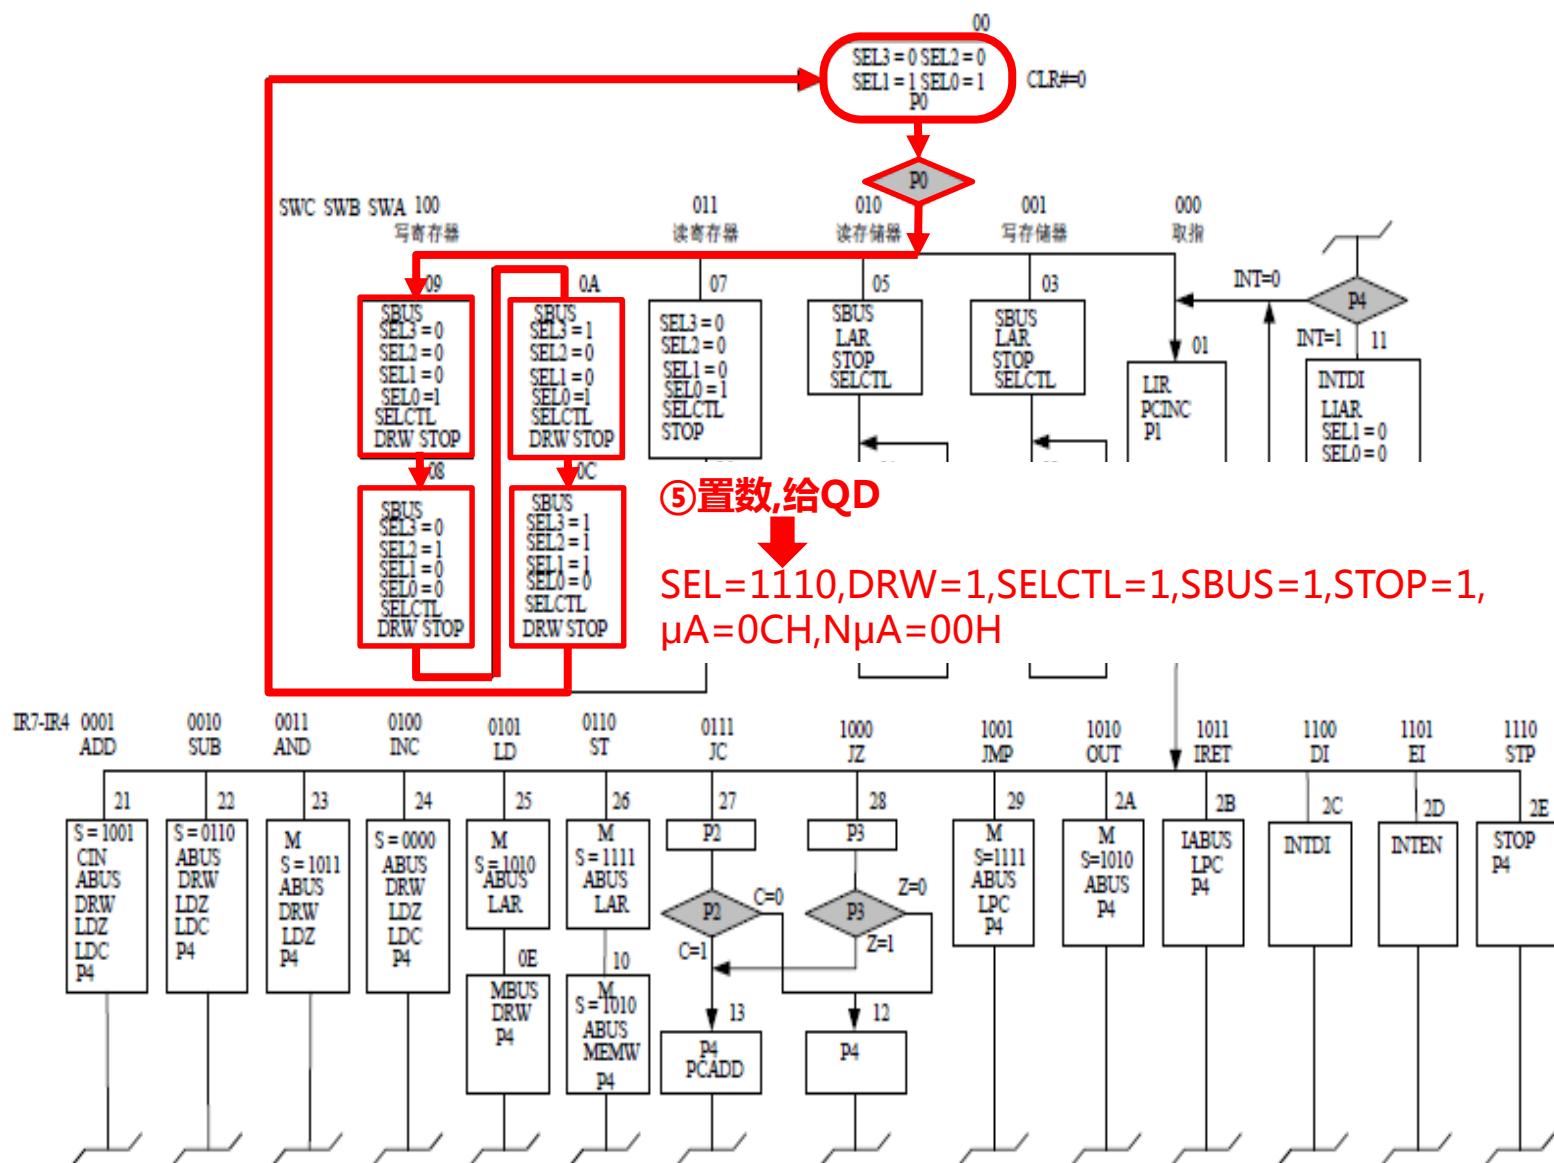 00
SEL3 = 0 SEL2 = 0
SEL1 = 1 SEL0 = 1
P0
CLR#=0
P0
SWC SWB SWA 100
写寄存器
011
读寄存器
010
读存储器
001
写存储器
000
取指
09
SBUS
SEL3 = 0
SEL2 = 0
SEL1 = 0
SEL0 =1
SELCTL
DRW STOP
0A
SBUS
SEL3 = 1
SEL2 = 0
SEL1 = 0
SEL0 =1
SELCTL
DRW STOP
07
SEL3 = 0
SEL2 = 0
SEL1 = 0
SEL0 = 1
SELCTL
STOP
05
SBUS
LAR
STOP
SELCTL
03
SBUS
LAR
STOP
SELCTL
01
LIR
PCINC
P1
INT=0
P4
INT=1
11
INTDI
LIAR
SEL1 = 0
SEL0 = 0
08
SBUS
SEL3 = 0
SEL2 = 1
SEL1 = 0
SEL0 = 0
SELCTL
DRW STOP
0C
SBUS
SEL3 = 1
SEL2 = 1
SEL1 = 1
SEL0 = 0
SELCTL
DRW STOP
⑤置数,给QD
SEL=1110,DRW=1,SELCTL=1,SBUS=1,STOP=1,
μA=0CH,NμA=00H
IR7-IR4 0001
ADD
0010
SUB
0011
AND
0100
INC
0101
LD
0110
ST
0111
JC
1000
JZ
1001
JMP
1010
OUT
1011
IRET
1100
DI
1101
EI
1110
STP
21
S = 1001
CIN
ABUS
DRW
LDZ
LDC
P4
22
S = 0110
ABUS
DRW
LDZ
LDC
P4
23
M
S = 1011
ABUS
DRW
LDZ
P4
24
S = 0000
ABUS
DRW
LDZ
LDC
P4
25
M
S = 1010
ABUS
LAR
26
M
S = 1111
ABUS
LAR
27
P2
28
P3
29
M
S=1111
ABUS
LPC
P4
2A
M
S=1010
ABUS
P4
2B
IABUS
LPC
P4
2C
INTDI
2D
INTEN
2E
STOP
P4
P2
C=0
C=1
P3
Z=0
Z=1
0E
MBUS
DRW
P4
10
M
S = 1010
ABUS
MEMW
P4
13
P4
PCADD
12
P4